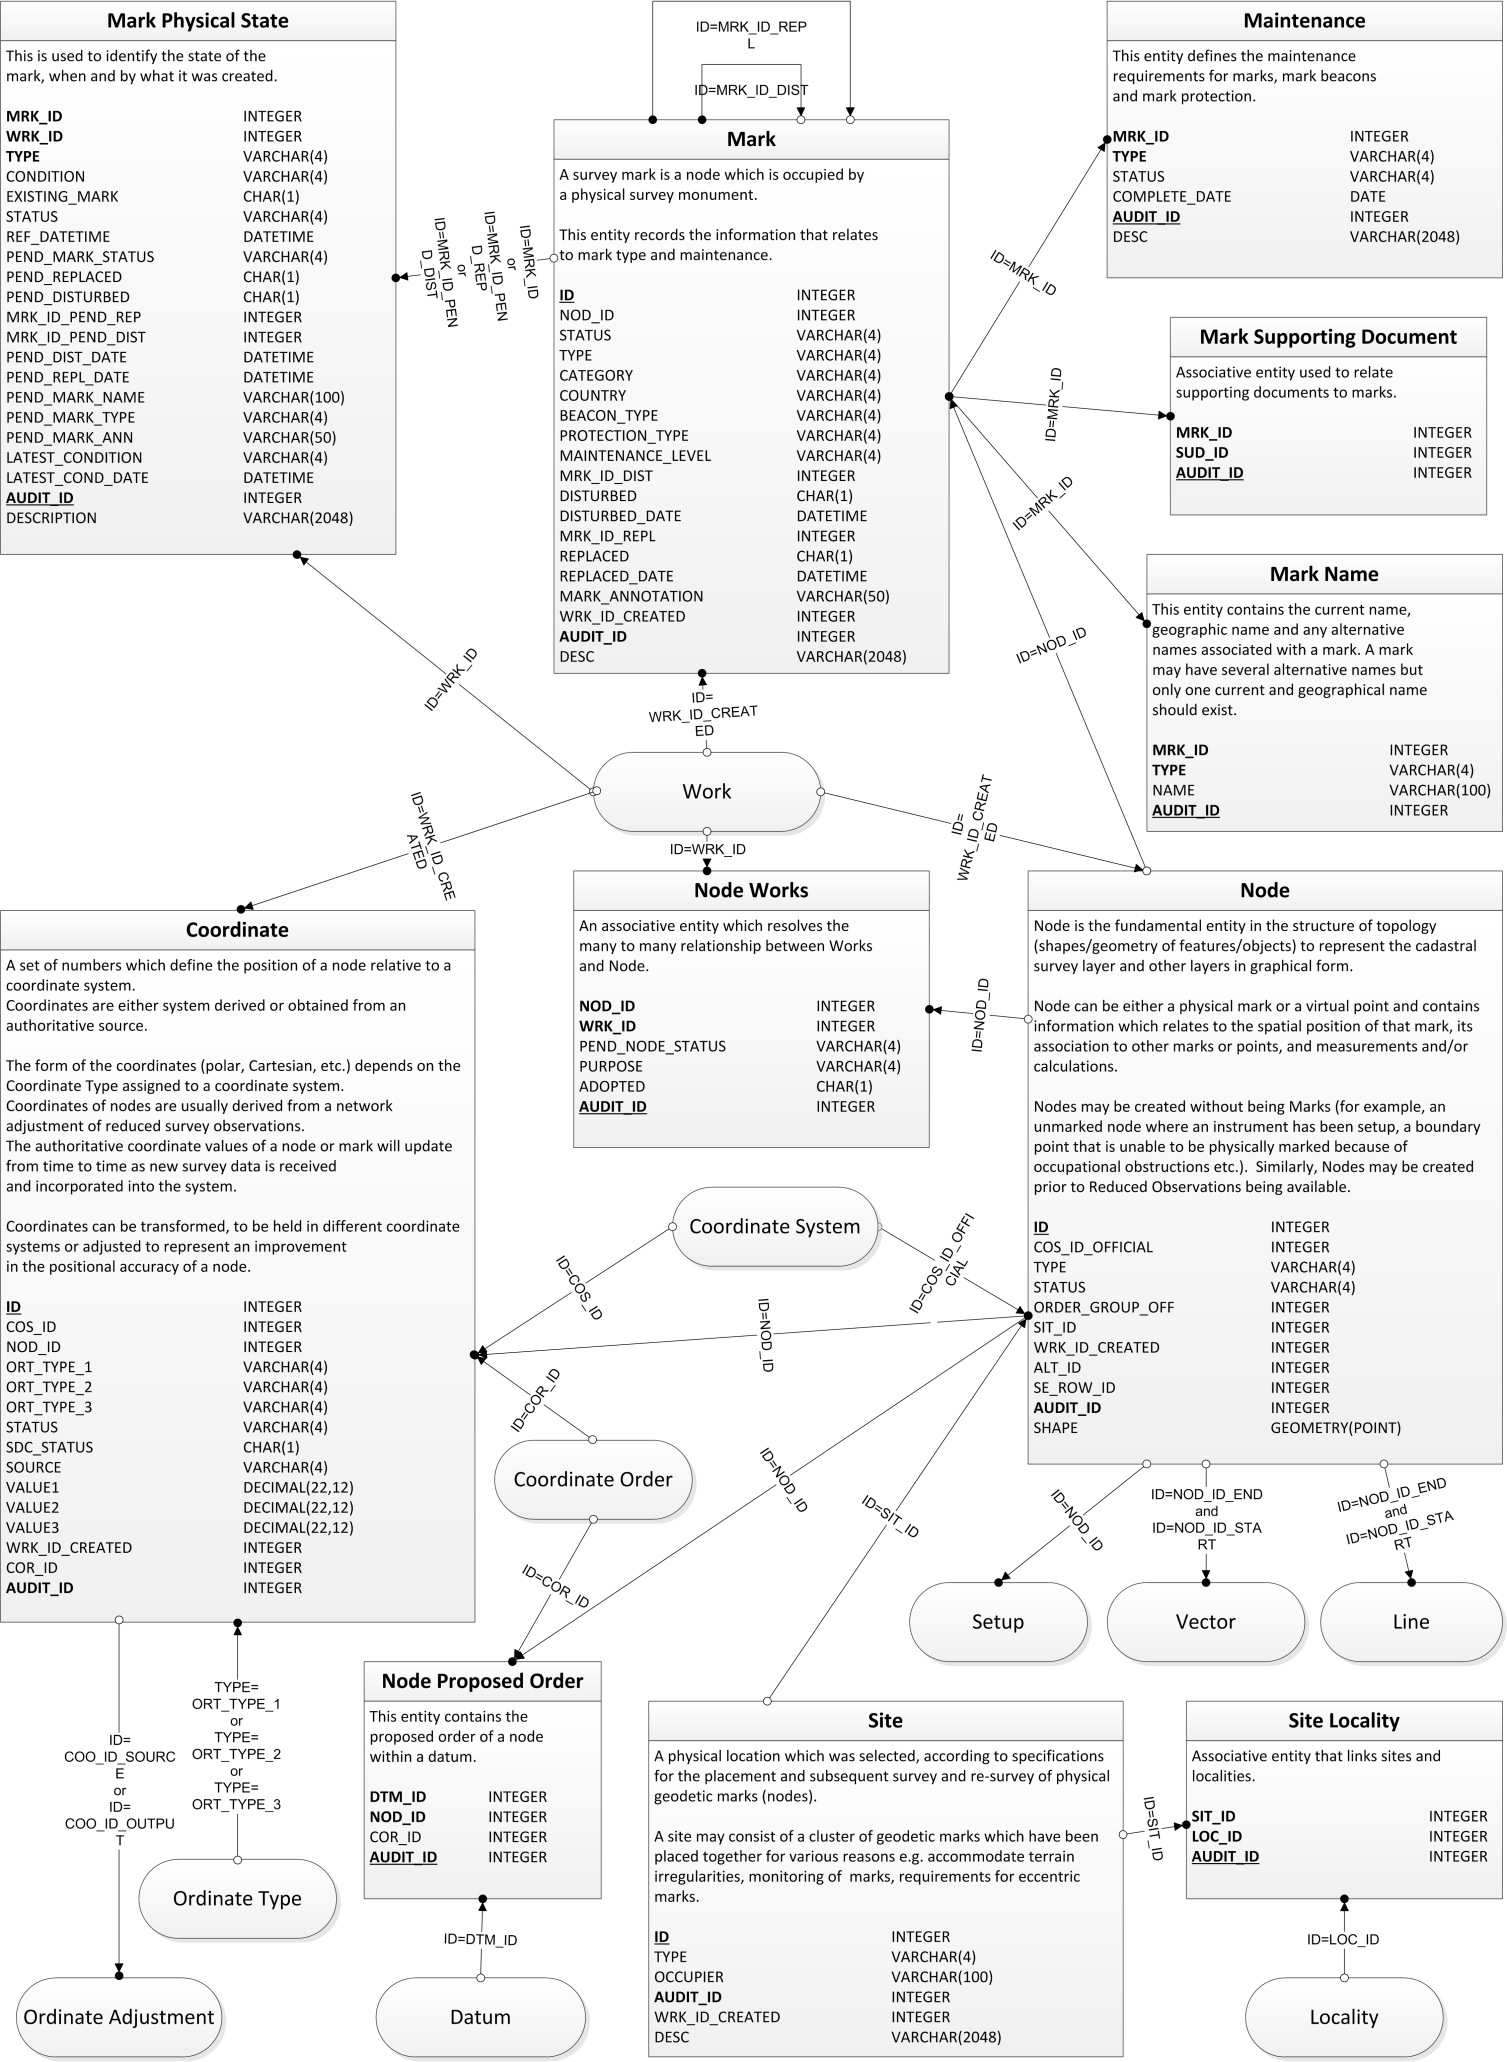 Mark Physical State
This is used to identify the state of the
mark, when and by what it was created.
MRK_ID INTEGER
WRK_ID INTEGER
TYPE VARCHAR(4)
CONDITION VARCHAR(4)
EXISTING_MARK CHAR(1)
STATUS VARCHAR(4)
REF_DATETIME DATETIME
PEND_MARK_STATUS VARCHAR(4)
PEND_REPLACED CHAR(1)
PEND_DISTURBED CHAR(1)
MRK_ID_PEND_REP INTEGER
MRK_ID_PEND_DIST INTEGER
PEND_DIST_DATE DATETIME
PEND_REPL_DATE DATETIME
PEND_MARK_NAME VARCHAR(100)
PEND_MARK_TYPE VARCHAR(4)
PEND_MARK_ANN VARCHAR(50)
LATEST_CONDITION VARCHAR(4)
LATEST_COND_DATE DATETIME
AUDIT_ID INTEGER
DESCRIPTION VARCHAR(2048)
ID=MRK_ID_REP
L
ID=MRK_ID_DIST
Mark
A survey mark is a node which is occupied by
a physical survey monument.
This entity records the information that relates
to mark type and maintenance.
ID INTEGER
NOD_ID INTEGER
STATUS VARCHAR(4)
TYPE VARCHAR(4)
CATEGORY VARCHAR(4)
COUNTRY VARCHAR(4)
BEACON_TYPE VARCHAR(4)
PROTECTION_TYPE VARCHAR(4)
MAINTENANCE_LEVEL VARCHAR(4)
MRK_ID_DIST INTEGER
DISTURBED CHAR(1)
DISTURBED_DATE DATETIME
MRK_ID_REPL INTEGER
REPLACED CHAR(1)
REPLACED_DATE DATETIME
MARK_ANNOTATION VARCHAR(50)
WRK_ID_CREATED INTEGER
AUDIT_ID INTEGER
DESC VARCHAR(2048)
ID=MRK_ID
or
ID=MRK_ID_PEN
D_REP
or
ID=MRK_ID_PEN
D_DIST
Maintenance
This entity defines the maintenance
requirements for marks, mark beacons
and mark protection.
MRK_ID INTEGER
TYPE VARCHAR(4)
STATUS VARCHAR(4)
COMPLETE_DATE DATE
AUDIT_ID INTEGER
DESC VARCHAR(2048)
ID=MRK_ID
Mark Supporting Document
Associative entity used to relate
supporting documents to marks.
MRK_ID INTEGER
SUD_ID INTEGER
AUDIT_ID INTEGER
ID=MRK_ID
ID=MRK_ID
Mark Name
This entity contains the current name,
geographic name and any alternative
names associated with a mark. A mark
may have several alternative names but
only one current and geographical name
should exist.
MRK_ID INTEGER
TYPE VARCHAR(4)
NAME VARCHAR(100)
AUDIT_ID INTEGER
ID=NOD_ID
ID=WRK_ID
ID=
WRK_ID_CREAT
ED
Work
ID=WRK_ID_CRE
ATED
ID=WRK_ID
ID=
WRK_ID_CREAT
ED
Coordinate
A set of numbers which define the position of a node relative to a
coordinate system.
Coordinates are either system derived or obtained from an
authoritative source.
The form of the coordinates (polar, Cartesian, etc.) depends on the
Coordinate Type assigned to a coordinate system.
Coordinates of nodes are usually derived from a network
adjustment of reduced survey observations.
The authoritative coordinate values of a node or mark will update
from time to time as new survey data is received
and incorporated into the system.
Coordinates can be transformed, to be held in different coordinate
systems or adjusted to represent an improvement
in the positional accuracy of a node.
ID INTEGER
COS_ID INTEGER
NOD_ID INTEGER
ORT_TYPE_1 VARCHAR(4)
ORT_TYPE_2 VARCHAR(4)
ORT_TYPE_3 VARCHAR(4)
STATUS VARCHAR(4)
SDC_STATUS CHAR(1)
SOURCE VARCHAR(4)
VALUE1 DECIMAL(22,12)
VALUE2 DECIMAL(22,12)
VALUE3 DECIMAL(22,12)
WRK_ID_CREATED INTEGER
COR_ID INTEGER
AUDIT_ID INTEGER
Node Works
An associative entity which resolves the
many to many relationship between Works
and Node.
NOD_ID INTEGER
WRK_ID INTEGER
PEND_NODE_STATUS VARCHAR(4)
PURPOSE VARCHAR(4)
ADOPTED CHAR(1)
AUDIT_ID INTEGER
ID=NOD_ID
Node
Node is the fundamental entity in the structure of topology
(shapes/geometry of features/objects) to represent the cadastral
survey layer and other layers in graphical form.
Node can be either a physical mark or a virtual point and contains
information which relates to the spatial position of that mark, its
association to other marks or points, and measurements and/or
calculations.
Nodes may be created without being Marks (for example, an
unmarked node where an instrument has been setup, a boundary
point that is unable to be physically marked because of
occupational obstructions etc.).  Similarly, Nodes may be created
prior to Reduced Observations being available.
ID INTEGER
COS_ID_OFFICIAL INTEGER
TYPE VARCHAR(4)
STATUS VARCHAR(4)
ORDER_GROUP_OFF INTEGER
SIT_ID INTEGER
WRK_ID_CREATED INTEGER
ALT_ID INTEGER
SE_ROW_ID INTEGER
AUDIT_ID INTEGER
SHAPE GEOMETRY(POINT)
Coordinate System
ID=COS_ID
ID=COS_ID_OFFI
CIAL
ID=NOD_ID
ID=COR_ID
Coordinate Order
ID=NOD_ID
ID=SIT_ID
ID=COR_ID
ID=NOD_ID
ID=NOD_ID_END
and
ID=NOD_ID_STA
RT
ID=NOD_ID_END
and
ID=NOD_ID_STA
RT
Setup
Vector
Line
ID=
COO_ID_SOURC
E
or
ID=
COO_ID_OUTPU
T
TYPE=
ORT_TYPE_1
or
TYPE=
ORT_TYPE_2
or
TYPE=
ORT_TYPE_3
Ordinate Type
Ordinate Adjustment
Node Proposed Order
This entity contains the
proposed order of a node
within a datum.
DTM_ID INTEGER
NOD_ID INTEGER
COR_ID INTEGER
AUDIT_ID INTEGER
ID=DTM_ID
Datum
Site
A physical location which was selected, according to specifications
for the placement and subsequent survey and re-survey of physical
geodetic marks (nodes).
A site may consist of a cluster of geodetic marks which have been
placed together for various reasons e.g. accommodate terrain
irregularities, monitoring of  marks, requirements for eccentric
marks.
ID INTEGER
TYPE VARCHAR(4)
OCCUPIER VARCHAR(100)
AUDIT_ID INTEGER
WRK_ID_CREATED INTEGER
DESC VARCHAR(2048)
ID=SIT_ID
Site Locality
Associative entity that links sites and
localities.
SIT_ID INTEGER
LOC_ID INTEGER
AUDIT_ID INTEGER
ID=LOC_ID
Locality